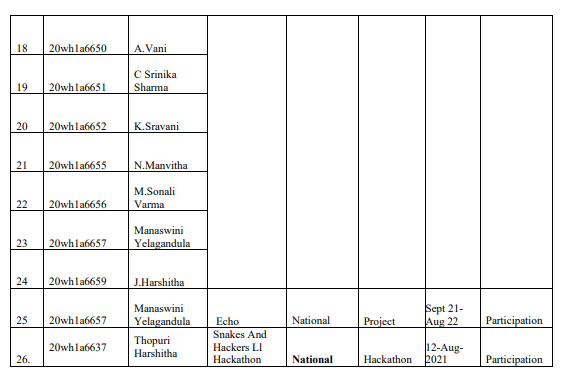 18 20wh1a6650 A.Vani
C Srinika
19 20wh1a6651 Sharma
20 20wh1a6652 K.Sravani
21 20wh1a6655 N.Manvitha
M.Sonali
22 20wh1a6656 Varma
Manaswini
23 20wh1a6657 Yelagandula
24 20wh1a6659 J.Harshitha
Manaswini Sept 21-
25 20wh1a6657 Yelagandula Echo National Project Aug 22 Participation
Snakes And
20wh1a6637 Thopuri Hackers Ll 12-Aug-
26. Harshitha Hackathon National Hackathon 2021 Participation